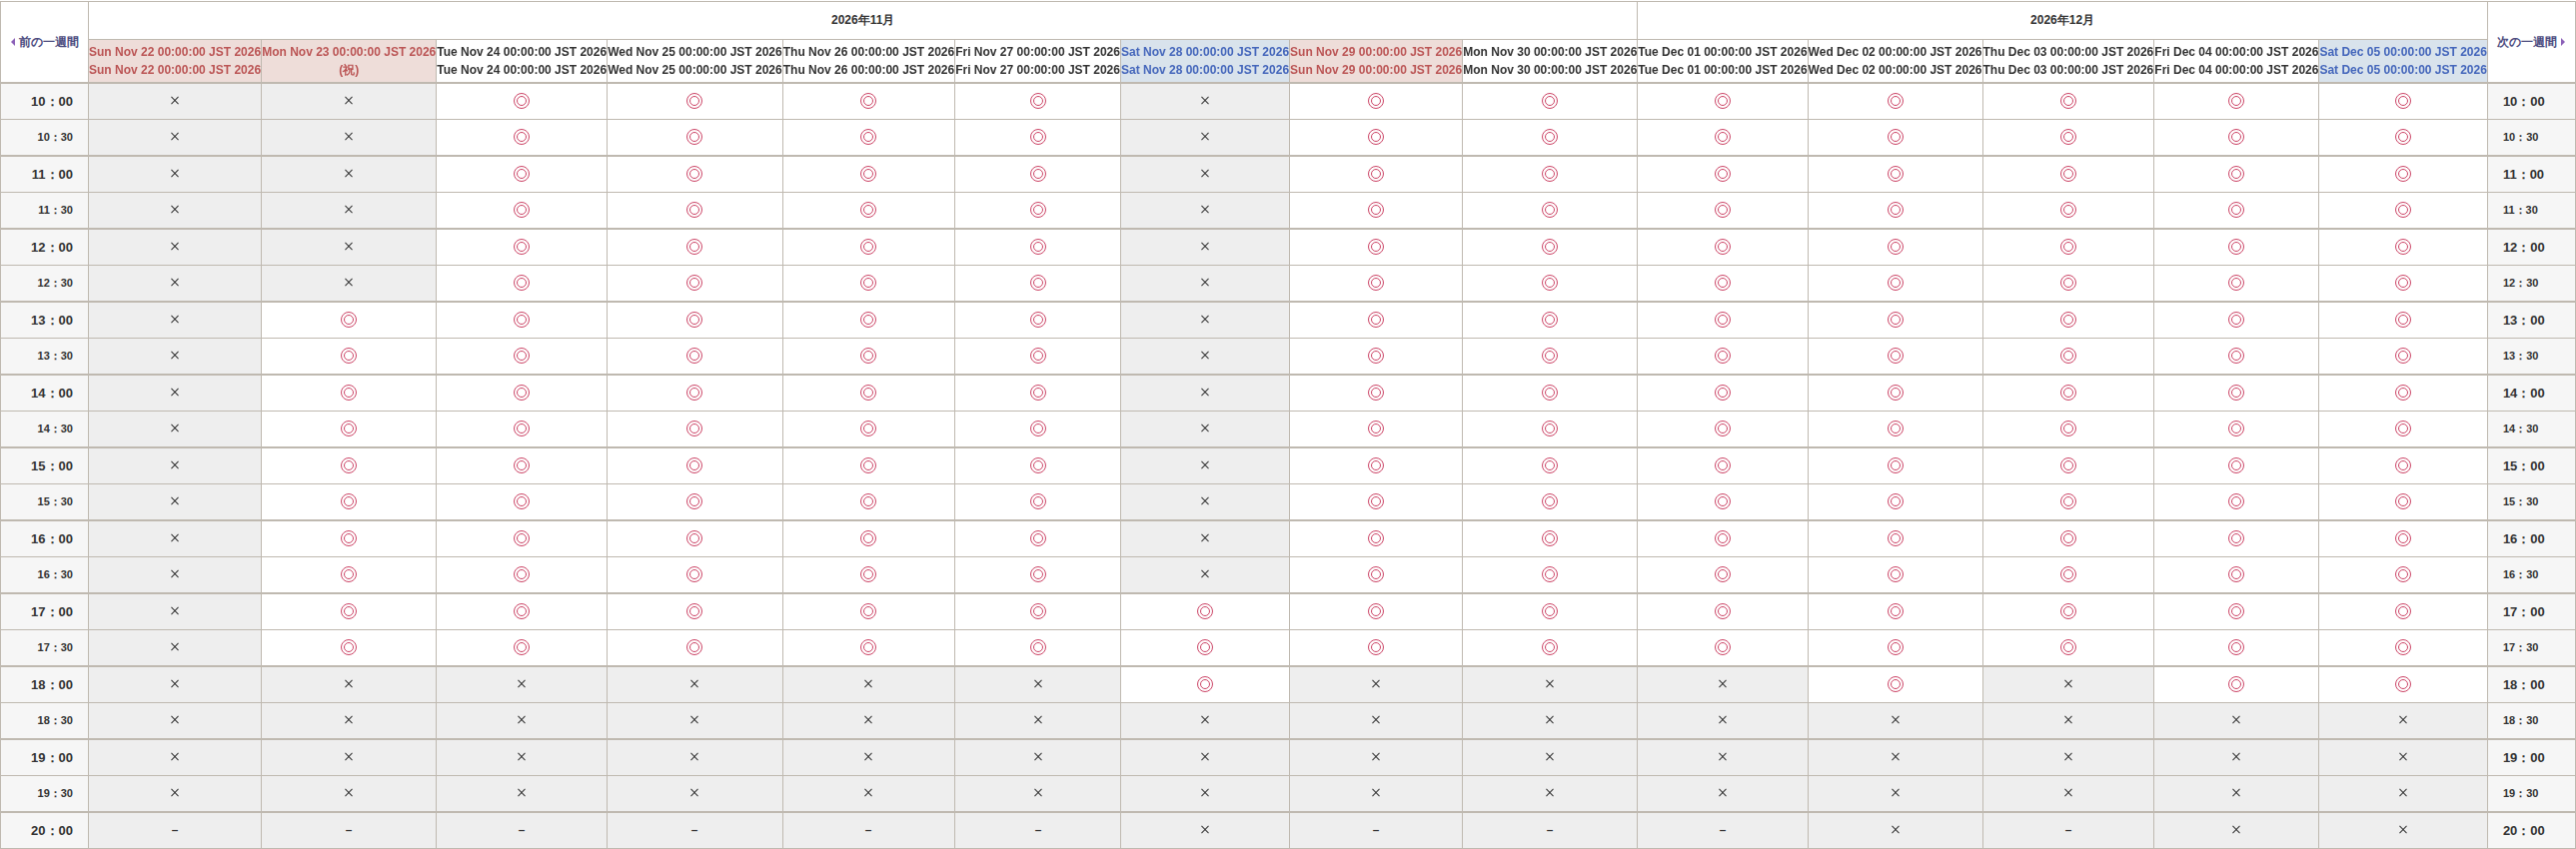 前の一週間 2026年11月 2026年12月 次の一週間
Sun Nov 22 00:00:00 JST 2026 Mon Nov 23 00:00:00 JST 2026 Tue Nov 24 00:00:00 JST 2026 Wed Nov 25 00:00:00 JST 2026 Thu Nov 26 00:00:00 JST 2026 Fri Nov 27 00:00:00 JST 2026 Sat Nov 28 00:00:00 JST 2026 Sun Nov 29 00:00:00 JST 2026 Mon Nov 30 00:00:00 JST 2026 Tue Dec 01 00:00:00 JST 2026 Wed Dec 02 00:00:00 JST 2026 Thu Dec 03 00:00:00 JST 2026 Fri Dec 04 00:00:00 JST 2026 Sat Dec 05 00:00:00 JST 2026
Sun Nov 22 00:00:00 JST 2026 (祝) Tue Nov 24 00:00:00 JST 2026 Wed Nov 25 00:00:00 JST 2026 Thu Nov 26 00:00:00 JST 2026 Fri Nov 27 00:00:00 JST 2026 Sat Nov 28 00:00:00 JST 2026 Sun Nov 29 00:00:00 JST 2026 Mon Nov 30 00:00:00 JST 2026 Tue Dec 01 00:00:00 JST 2026 Wed Dec 02 00:00:00 JST 2026 Thu Dec 03 00:00:00 JST 2026 Fri Dec 04 00:00:00 JST 2026 Sat Dec 05 00:00:00 JST 2026
10：00 × × ◎ ◎ ◎ ◎ × ◎ ◎ ◎ ◎ ◎ ◎ ◎ 10：00
10：30 × × ◎ ◎ ◎ ◎ × ◎ ◎ ◎ ◎ ◎ ◎ ◎ 10：30
11：00 × × ◎ ◎ ◎ ◎ × ◎ ◎ ◎ ◎ ◎ ◎ ◎ 11：00
11：30 × × ◎ ◎ ◎ ◎ × ◎ ◎ ◎ ◎ ◎ ◎ ◎ 11：30
12：00 × × ◎ ◎ ◎ ◎ × ◎ ◎ ◎ ◎ ◎ ◎ ◎ 12：00
12：30 × × ◎ ◎ ◎ ◎ × ◎ ◎ ◎ ◎ ◎ ◎ ◎ 12：30
13：00 × ◎ ◎ ◎ ◎ ◎ × ◎ ◎ ◎ ◎ ◎ ◎ ◎ 13：00
13：30 × ◎ ◎ ◎ ◎ ◎ × ◎ ◎ ◎ ◎ ◎ ◎ ◎ 13：30
14：00 × ◎ ◎ ◎ ◎ ◎ × ◎ ◎ ◎ ◎ ◎ ◎ ◎ 14：00
14：30 × ◎ ◎ ◎ ◎ ◎ × ◎ ◎ ◎ ◎ ◎ ◎ ◎ 14：30
15：00 × ◎ ◎ ◎ ◎ ◎ × ◎ ◎ ◎ ◎ ◎ ◎ ◎ 15：00
15：30 × ◎ ◎ ◎ ◎ ◎ × ◎ ◎ ◎ ◎ ◎ ◎ ◎ 15：30
16：00 × ◎ ◎ ◎ ◎ ◎ × ◎ ◎ ◎ ◎ ◎ ◎ ◎ 16：00
16：30 × ◎ ◎ ◎ ◎ ◎ × ◎ ◎ ◎ ◎ ◎ ◎ ◎ 16：30
17：00 × ◎ ◎ ◎ ◎ ◎ ◎ ◎ ◎ ◎ ◎ ◎ ◎ ◎ 17：00
17：30 × ◎ ◎ ◎ ◎ ◎ ◎ ◎ ◎ ◎ ◎ ◎ ◎ ◎ 17：30
18：00 × × × × × × ◎ × × × ◎ × ◎ ◎ 18：00
18：30 × × × × × × × × × × × × × × 18：30
19：00 × × × × × × × × × × × × × × 19：00
19：30 × × × × × × × × × × × × × × 19：30
20：00 – – – – – – × – – – × – × × 20：00